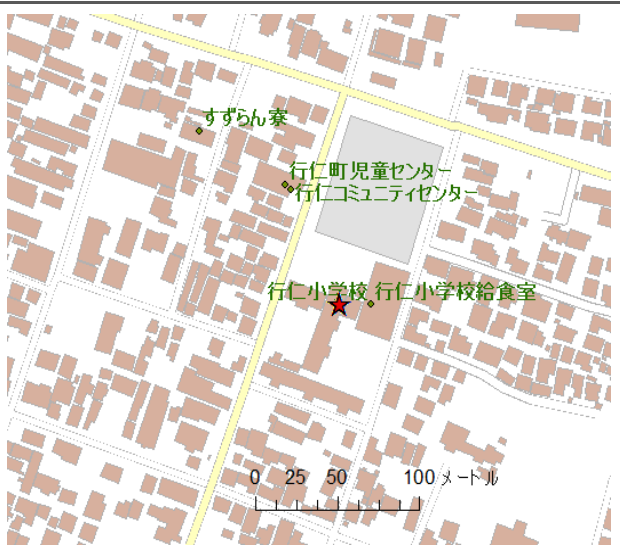 すずらん寮
行仁町児童センター
行仁コミュニティセンター
行仁小学校 行仁小学校給食室
0 25 50 100 メートル